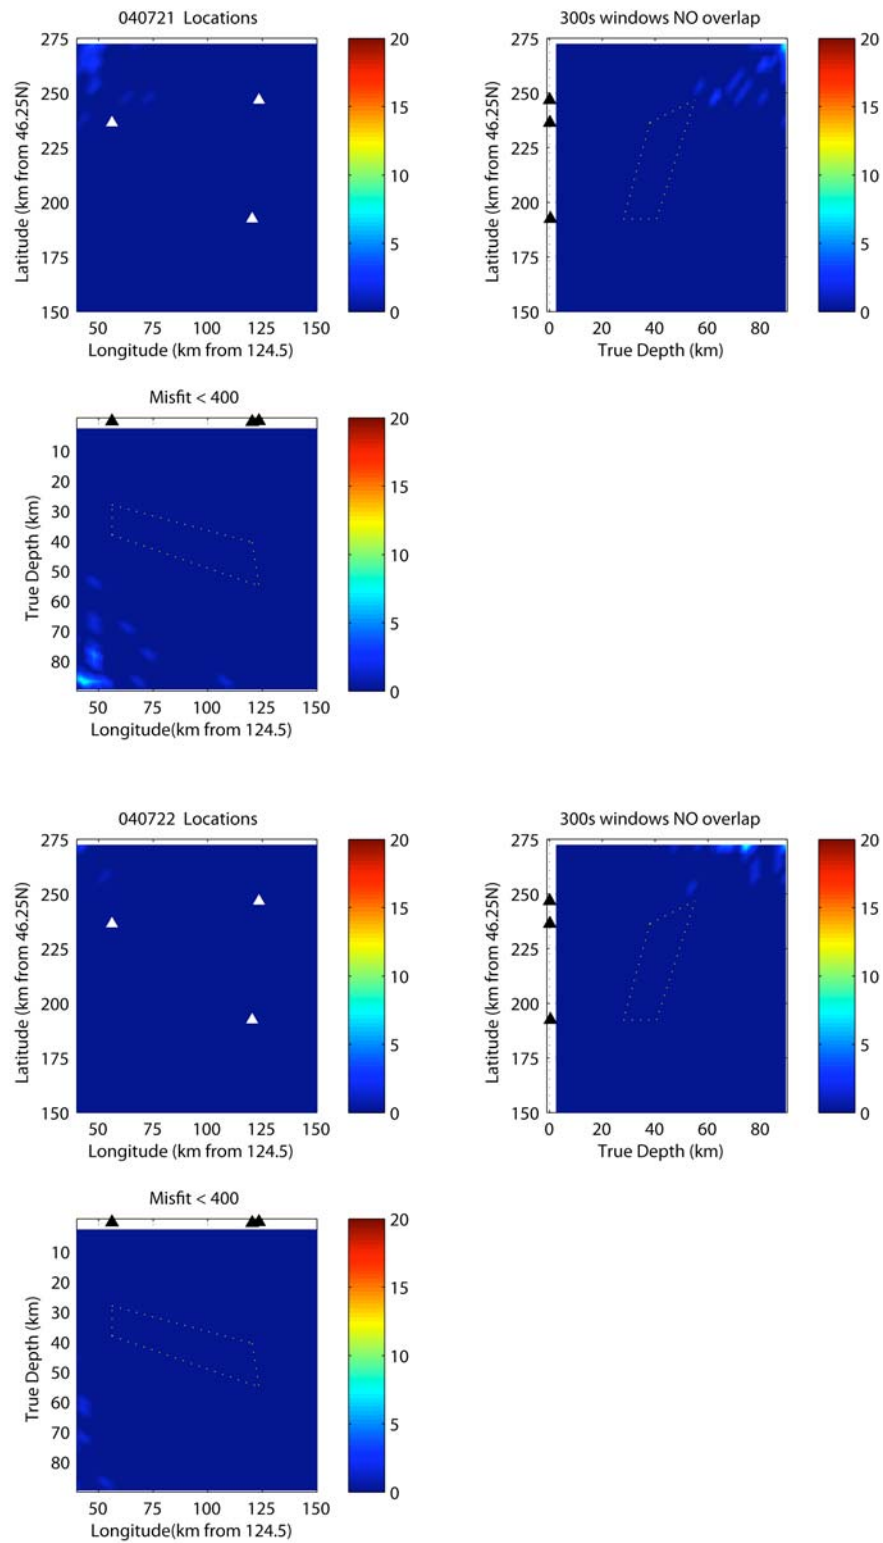 040721  Locations
275
250
225
200
175
150
50 75 100 125 150
Latitude (km from 46.25N)
Longitude (km from 124.5)
20
15
10
5
0
300s windows NO overlap
275
250
225
200
175
150
0 20 40 60 80
Latitude (km from 46.25N)
True Depth (km)
20
15
10
5
0
Misfit < 400
10
20
30
40
50
60
70
80
50 75 100 125 150
True Depth (km)
Longitude(km from 124.5)
20
15
10
5
0
040722  Locations
275
250
225
200
175
150
50 75 100 125 150
Latitude (km from 46.25N)
Longitude (km from 124.5)
20
15
10
5
0
300s windows NO overlap
275
250
225
200
175
150
0 20 40 60 80
Latitude (km from 46.25N)
True Depth (km)
20
15
10
5
0
Misfit < 400
10
20
30
40
50
60
70
80
50 75 100 125 150
True Depth (km)
Longitude(km from 124.5)
20
15
10
5
0